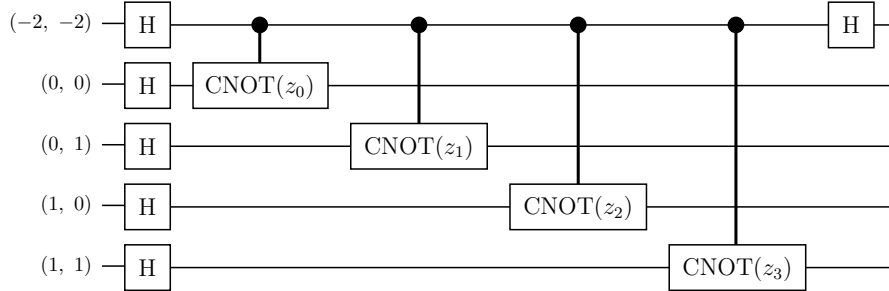 (−2, −2) H H
(0, 0) H CNOT(z₀)
(0, 1) H CNOT(z₁)
(1, 0) H CNOT(z₂)
(1, 1) H CNOT(z₃)